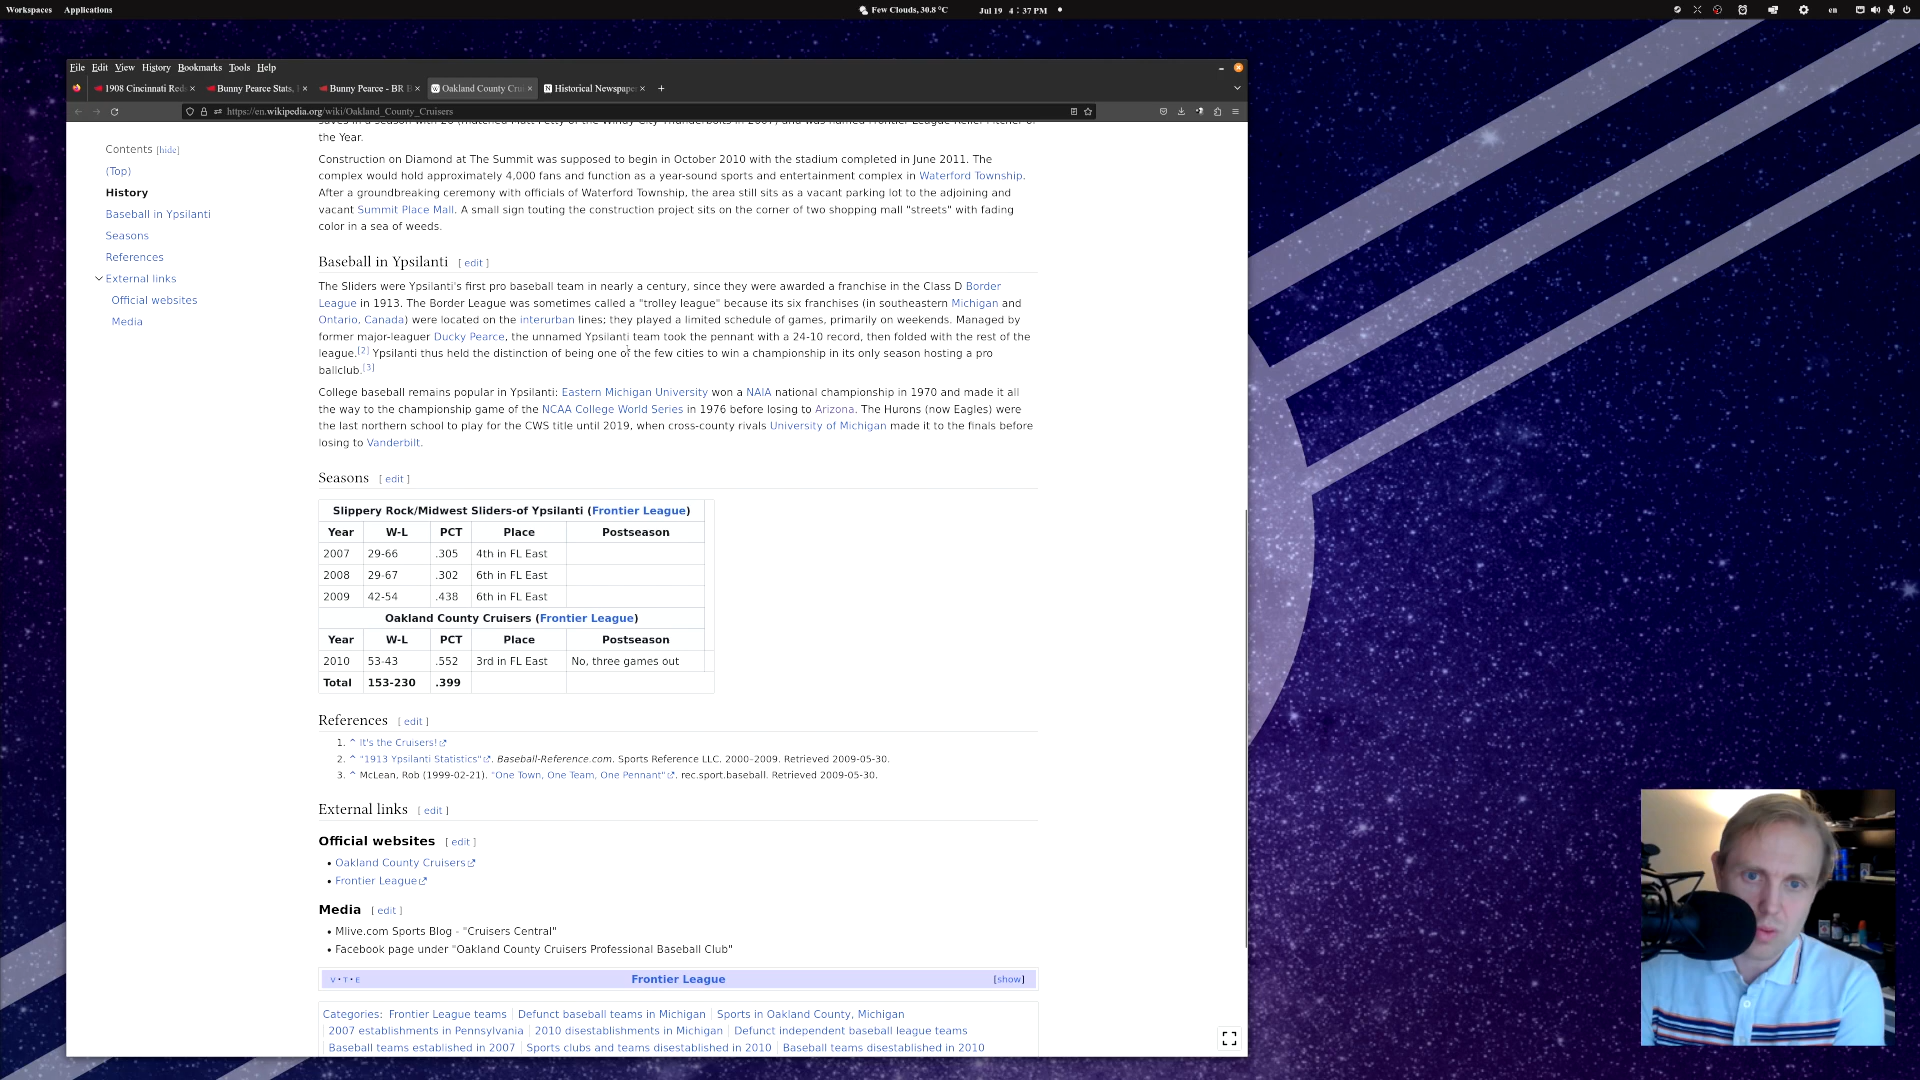 Workspaces Applications Few Clouds, 30.8 °C Jul 19 4:37 PM en
File Edit View History Bookmarks Tools Help
1908 Cincinnati Red Bunny Pearce Stats, Bunny Pearce - BR Oakland County Cru Historical Newspape
https://en.wikipedia.org/wiki/Oakland_County_Cruisers
Contents [hide]
(Top)
History
Baseball in Ypsilanti
Seasons
References
External links
Official websites
Media
the Year.
Construction on Diamond at The Summit was supposed to begin in October 2010 with the stadium completed in June 2011. The
complex would hold approximately 4,000 fans and function as a year-sound sports and entertainment complex in Waterford Township.
After a groundbreaking ceremony with officials of Waterford Township, the area still sits as a vacant parking lot to the adjoining and
vacant Summit Place Mall. A small sign touting the construction project sits on the corner of two shopping mall "streets" with fading
color in a sea of weeds.
Baseball in Ypsilanti [ edit ]
The Sliders were Ypsilanti's first pro baseball team in nearly a century, since they were awarded a franchise in the Class D Border
League in 1913. The Border League was sometimes called a "trolley league" because its six franchises (in southeastern Michigan and
Ontario, Canada) were located on the interurban lines; they played a limited schedule of games, primarily on weekends. Managed by
former major-leaguer Ducky Pearce, the unnamed Ypsilanti team took the pennant with a 24-10 record, then folded with the rest of the
league.[2] Ypsilanti thus held the distinction of being one of the few cities to win a championship in its only season hosting a pro
ballclub.[3]
College baseball remains popular in Ypsilanti: Eastern Michigan University won a NAIA national championship in 1970 and made it all
the way to the championship game of the NCAA College World Series in 1976 before losing to Arizona. The Hurons (now Eagles) were
the last northern school to play for the CWS title until 2019, when cross-county rivals University of Michigan made it to the finals before
losing to Vanderbilt.
Seasons [ edit ]
Slippery Rock/Midwest Sliders-of Ypsilanti (Frontier League)
Year W-L PCT Place Postseason
2007 29-66 .305 4th in FL East
2008 29-67 .302 6th in FL East
2009 42-54 .438 6th in FL East
Oakland County Cruisers (Frontier League)
Year W-L PCT Place Postseason
2010 53-43 .552 3rd in FL East No, three games out
Total 153-230 .399
References [ edit ]
1. ^ It's the Cruisers!
2. ^ "1913 Ypsilanti Statistics". Baseball-Reference.com. Sports Reference LLC. 2000–2009. Retrieved 2009-05-30.
3. ^ McLean, Rob (1999-02-21). "One Town, One Team, One Pennant". rec.sport.baseball. Retrieved 2009-05-30.
External links [ edit ]
Official websites [ edit ]
• Oakland County Cruisers
• Frontier League
Media [ edit ]
• Mlive.com Sports Blog - "Cruisers Central"
• Facebook page under "Oakland County Cruisers Professional Baseball Club"
V • T • E Frontier League [show]
Categories: Frontier League teams Defunct baseball teams in Michigan Sports in Oakland County, Michigan
2007 establishments in Pennsylvania 2010 disestablishments in Michigan Defunct independent baseball league teams
Baseball teams established in 2007 Sports clubs and teams disestablished in 2010 Baseball teams disestablished in 2010